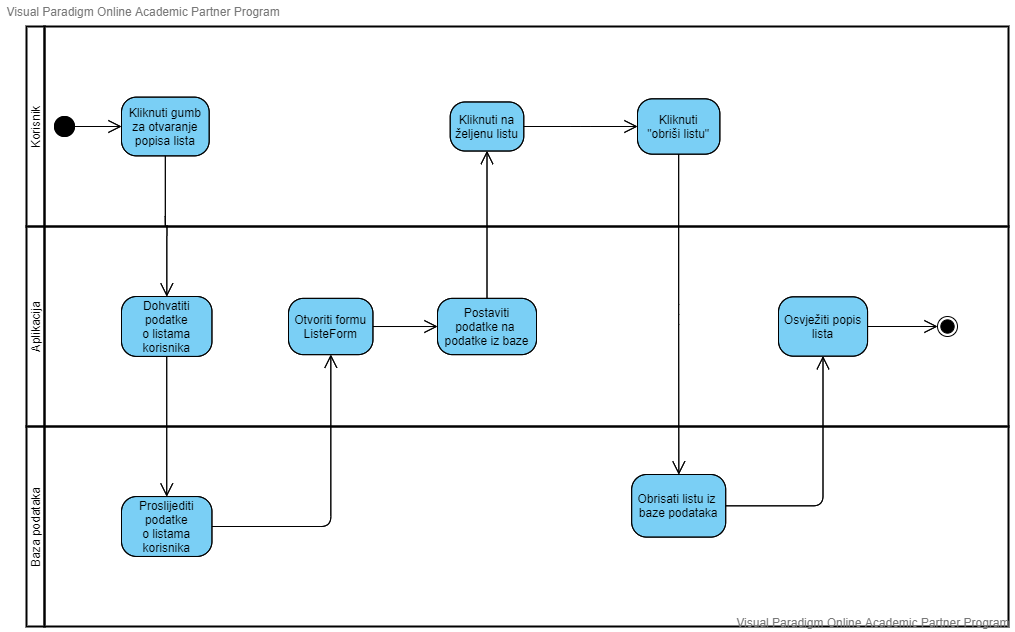 Visual Paradigm Online Academic Partner Program
Korisnik
Kliknuti gumb
za otvaranje
popisa lista
Kliknuti na
željenu listu
Kliknuti
"obriši listu"
Aplikacija
Dohvatiti
podatke
o listama
korisnika
Otvoriti formu
ListeForm
Postaviti
podatke na
podatke iz baze
Osvježiti popis
lista
Baza podataka
Proslijediti
podatke
o listama
korisnika
Obrisati listu iz
baze podataka
Visual Paradigm Online Academic Partner Program